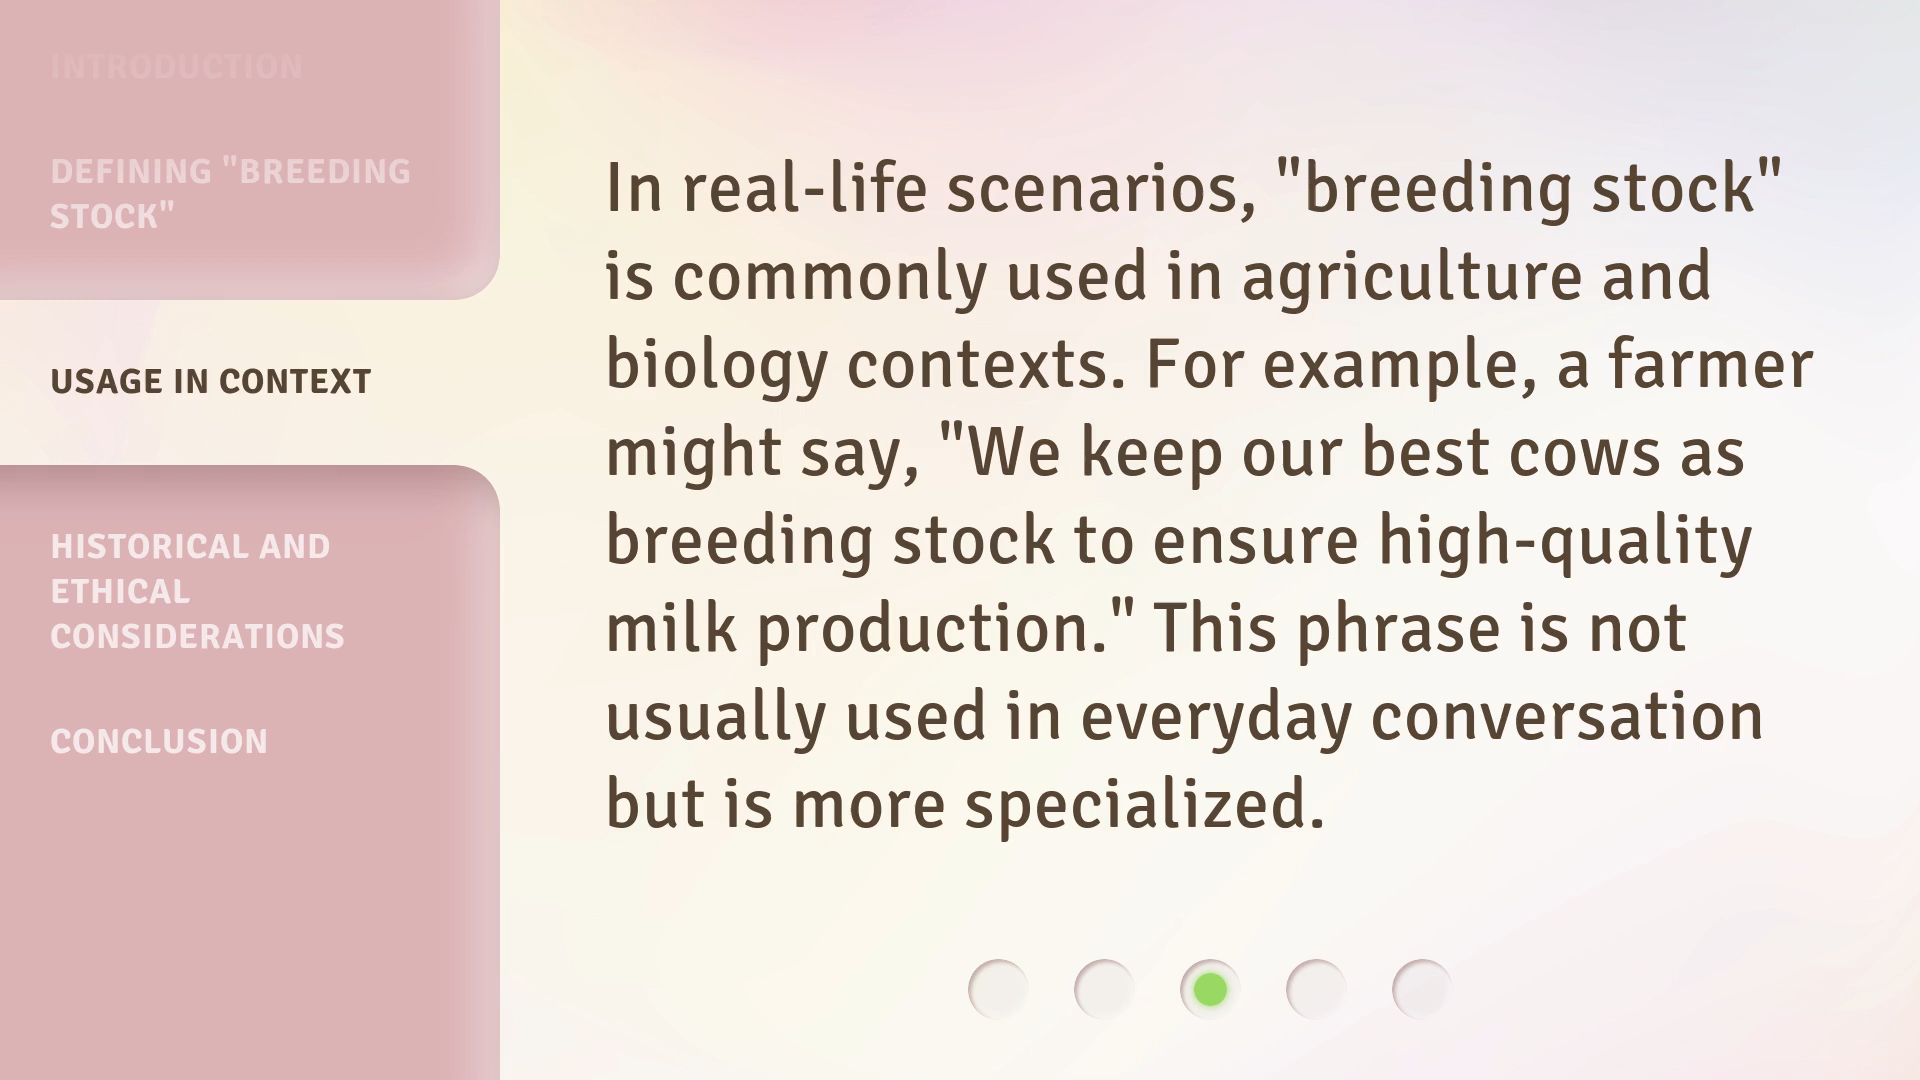 INTRODUCTION
DEFINING "BREEDING
STOCK"
USAGE IN CONTEXT
HISTORICAL AND
ETHICAL
CONSIDERATIONS
CONCLUSION
In real-life scenarios, "breeding stock"
is commonly used in agriculture and
biology contexts. For example, a farmer
might say, "We keep our best cows as
breeding stock to ensure high-quality
milk production." This phrase is not
usually used in everyday conversation
but is more specialized.